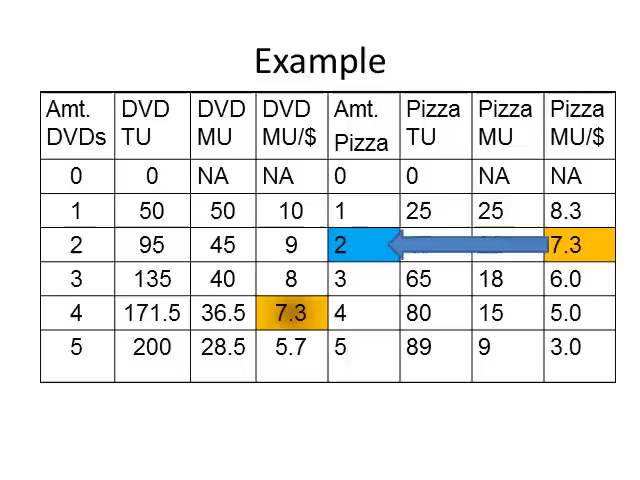 Example
Amt. DVDs DVD TU DVD MU DVD MU/$ Amt. Pizza Pizza TU Pizza MU Pizza MU/$
0 0 NA NA 0 0 NA NA
1 50 50 10 1 25 25 8.3
2 95 45 9 2 7.3
3 135 40 8 3 65 18 6.0
4 171.5 36.5 7.3 4 80 15 5.0
5 200 28.5 5.7 5 89 9 3.0